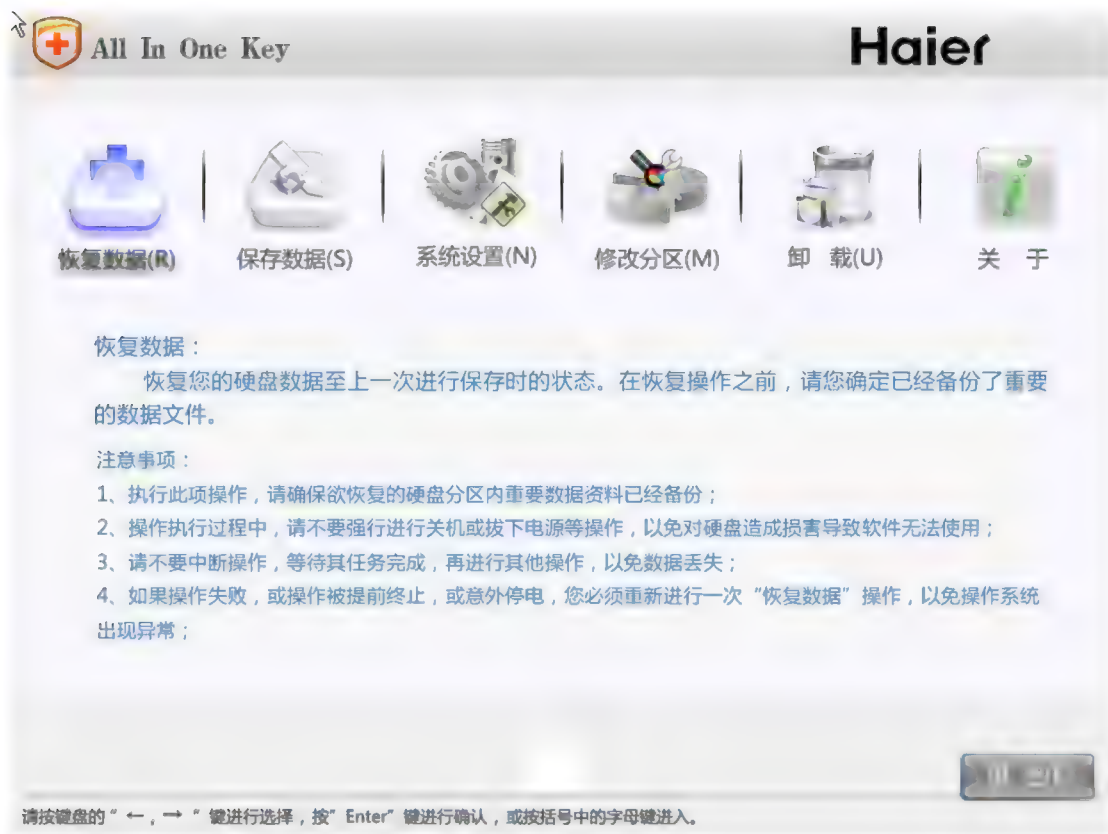 All In One Key
Haier
恢复数据(R)
保存数据(S)
系统设置(N)
修改分区(M)
卸 载(U)
关 于
恢复数据：
恢复您的硬盘数据至上一次进行保存时的状态。在恢复操作之前，请您确定已经备份了重要
的数据文件。
注意事项：
1、执行此项操作，请确保欲恢复的硬盘分区内重要数据资料已经备份；
2、操作执行过程中，请不要强行进行关机或拔下电源等操作，以免对硬盘造成损害导致软件无法使用；
3、请不要中断操作，等待其任务完成，再进行其他操作，以免数据丢失；
4、如果操作失败，或操作被提前终止，或意外停电，您必须重新进行一次“恢复数据”操作，以免操作系统
出现异常；
请按键盘的“←，→“ 键进行选择，按”Enter”键进行确认，或按括号中的字母键进入。